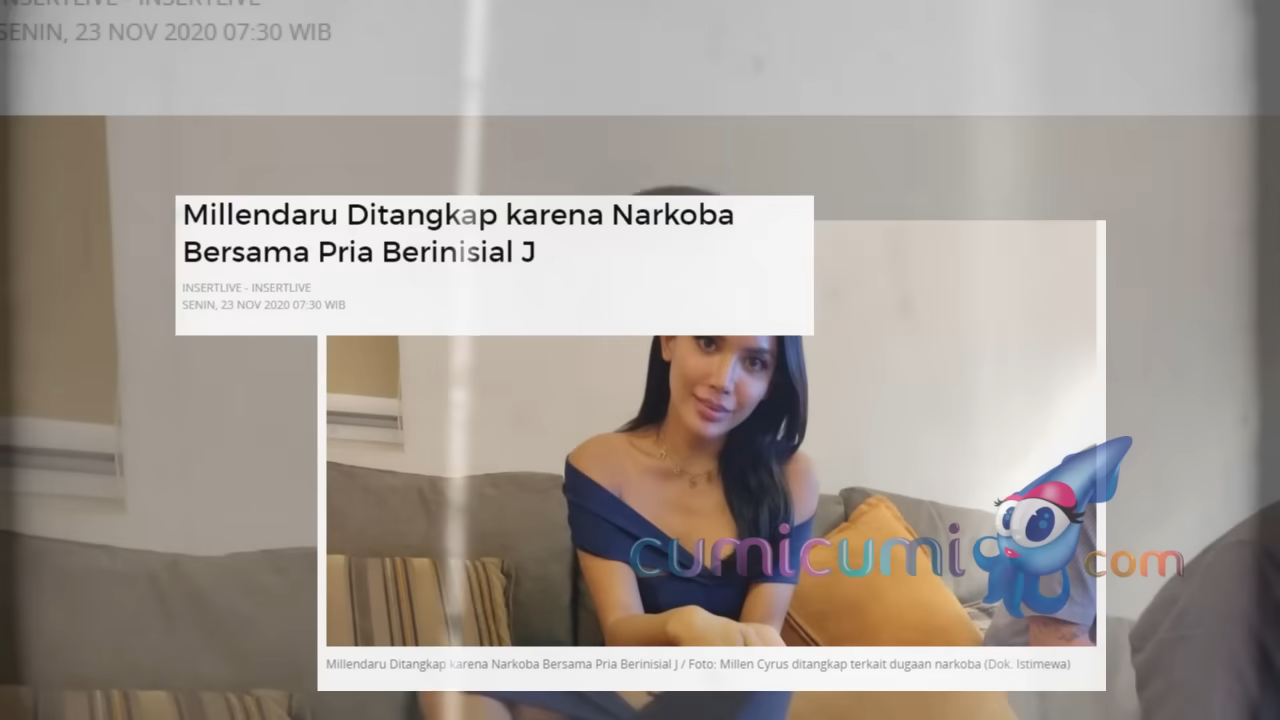 INSERTLIVE - INSERTLIVE
SENIN, 23 NOV 2020 07:30 WIB
Millendaru Ditangkap karena Narkoba
Bersama Pria Berinisial J
INSERTLIVE - INSERTLIVE
SENIN, 23 NOV 2020 07:30 WIB
cumicumi.com
Millendaru Ditangkap karena Narkoba Bersama Pria Berinisial J / Foto: Millen Cyrus ditangkap terkait dugaan narkoba (Dok. Istimewa)